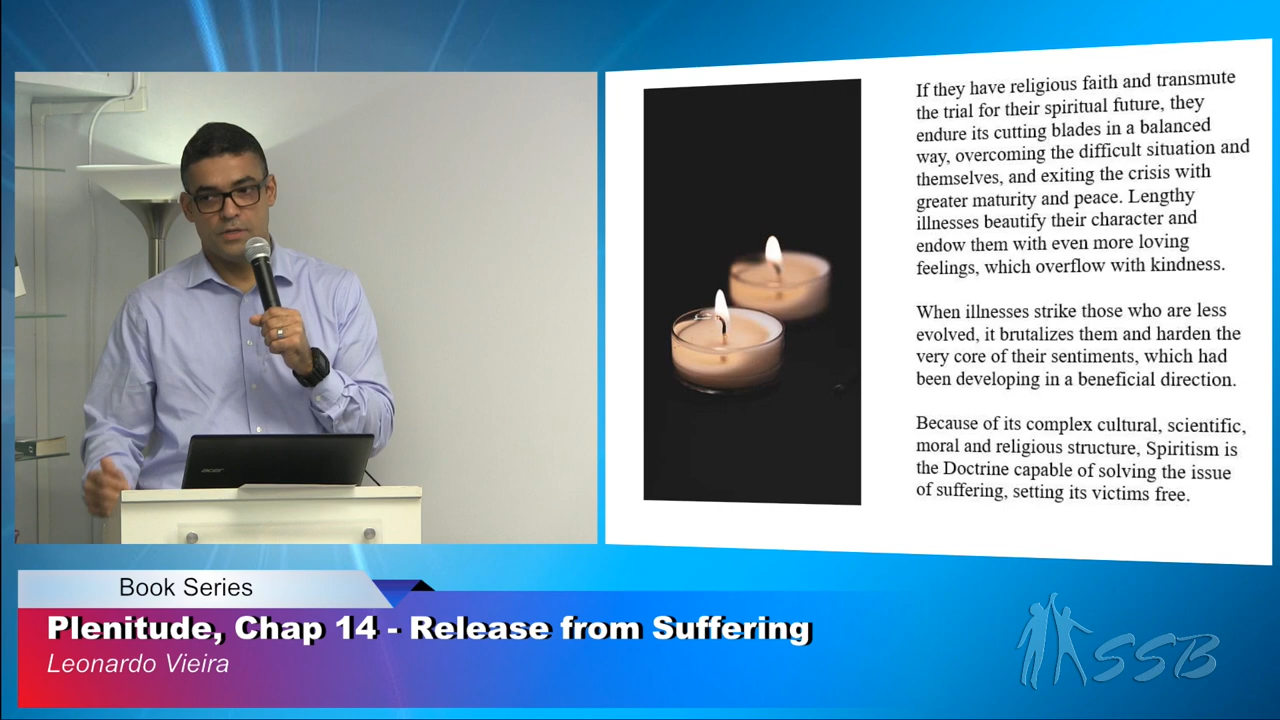 If they have religious faith and transmute
the trial for their spiritual future, they
endure its cutting blades in a balanced
way, overcoming the difficult situation and
themselves, and exiting the crisis with
greater maturity and peace. Lengthy
illnesses beautify their character and
endow them with even more loving
feelings, which overflow with kindness.
When illnesses strike those who are less
evolved, it brutalizes them and harden the
very core of their sentiments, which had
been developing in a beneficial direction.
Because of its complex cultural, scientific,
moral and religious structure, Spiritism is
the Doctrine capable of solving the issue
of suffering, setting its victims free.
acer
Book Series
Plenitude, Chap 14 - Release from Suffering
Leonardo Vieira
SSB